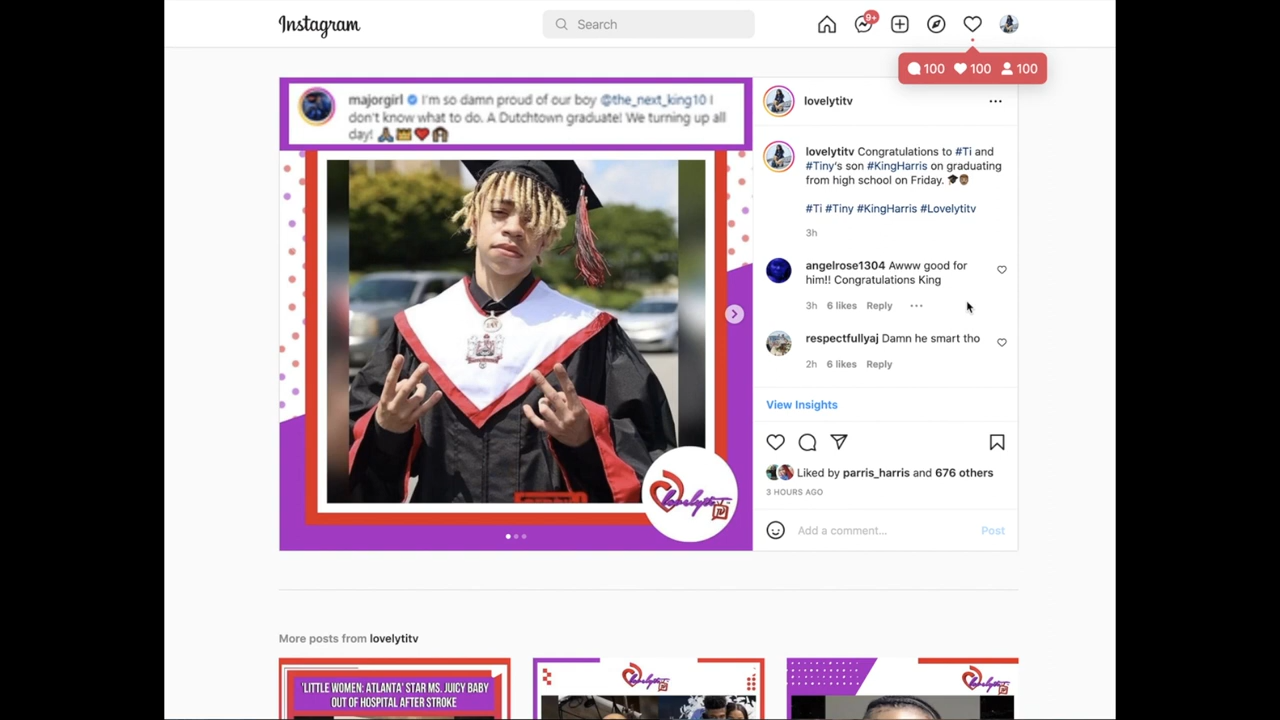 Instagram
Search
9+
100 100 100
majorgirl I'm so damn proud of our boy @the_next_king10 I
don't know what to do. A Dutchtown graduate! We turning up all
day! 🙏🏾👑❤️👩🏽‍🎓
lovelytitv
lovelytitv
lovelytitv Congratulations to #Ti and
#Tiny's son #KingHarris on graduating
from high school on Friday. 🎓👨🏽
#Ti #Tiny #KingHarris #Lovelytitv
3h
angelrose1304 Awww good for
him!! Congratulations King
3h 6 likes Reply
respectfullyaj Damn he smart tho
2h 6 likes Reply
View Insights
Liked by parris_harris and 676 others
3 HOURS AGO
Add a comment... Post
More posts from lovelytitv
'LITTLE WOMEN: ATLANTA' STAR MS. JUICY BABY
OUT OF HOSPITAL AFTER STROKE
lovelytitv
lovelytitv